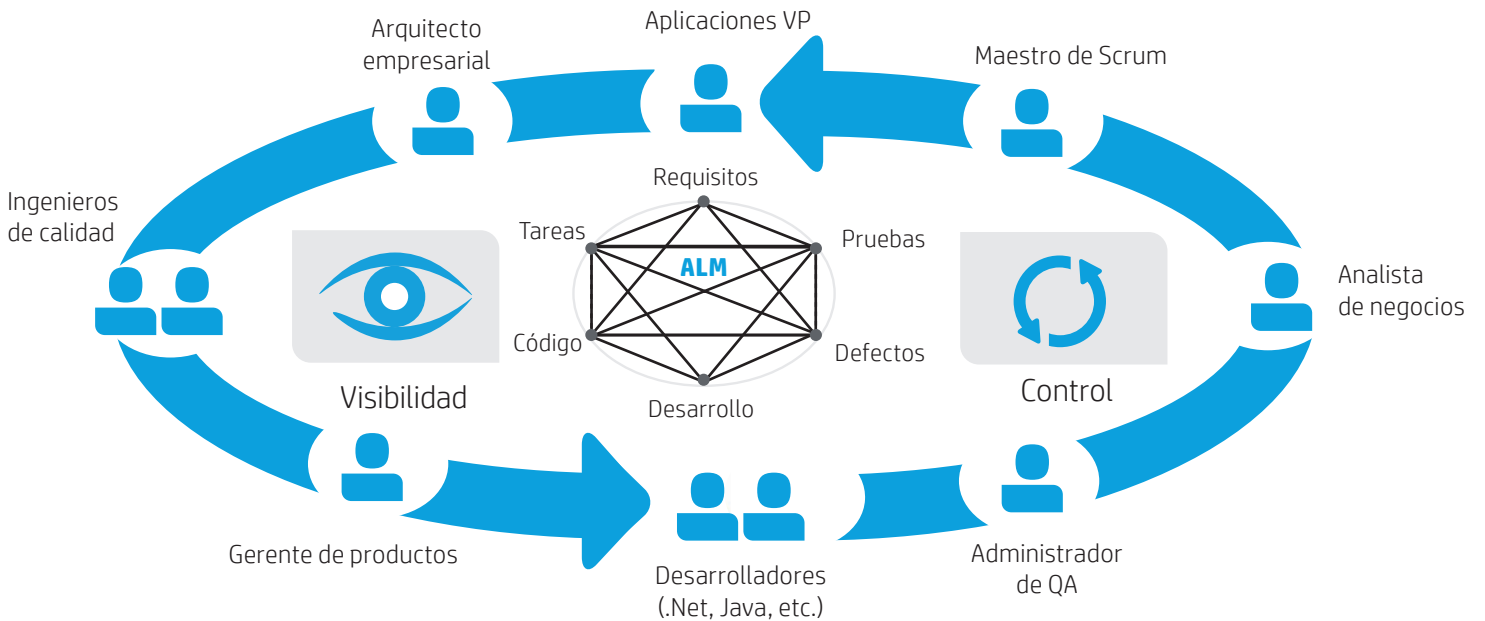 Aplicaciones VP
Arquitecto
empresarial
Maestro de Scrum
Requisitos
Ingenieros
de calidad
Tareas
Pruebas
ALM
Analista
de negocios
Código
Defectos
Visibilidad
Control
Desarrollo
Gerente de productos
Administrador
de QA
Desarrolladores
(.Net, Java, etc.)